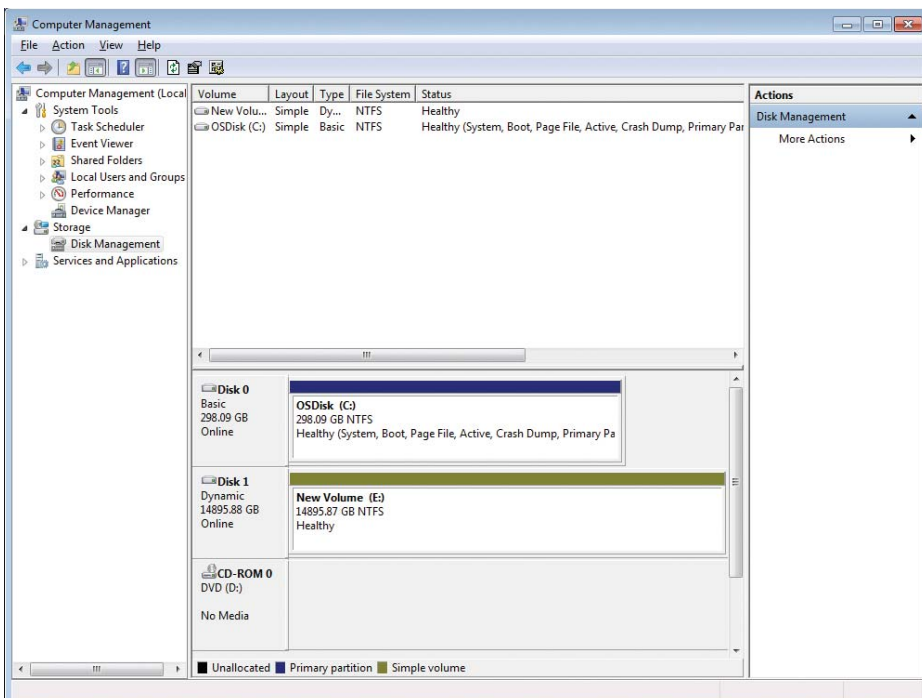 Computer Management
File Action View Help
Computer Management (Local
System Tools
Task Scheduler
Event Viewer
Shared Folders
Local Users and Groups
Performance
Device Manager
Storage
Disk Management
Services and Applications
Volume Layout Type File System Status
New Volu... Simple Dy... NTFS Healthy
OSDisk (C:) Simple Basic NTFS Healthy (System, Boot, Page File, Active, Crash Dump, Primary Par
Disk 0
Basic
298.09 GB
Online
OSDisk (C:)
298.09 GB NTFS
Healthy (System, Boot, Page File, Active, Crash Dump, Primary Pa
Disk 1
Dynamic
14895.88 GB
Online
New Volume (E:)
14895.87 GB NTFS
Healthy
CD-ROM 0
DVD (D:)
No Media
Unallocated Primary partition Simple volume
Actions
Disk Management
More Actions